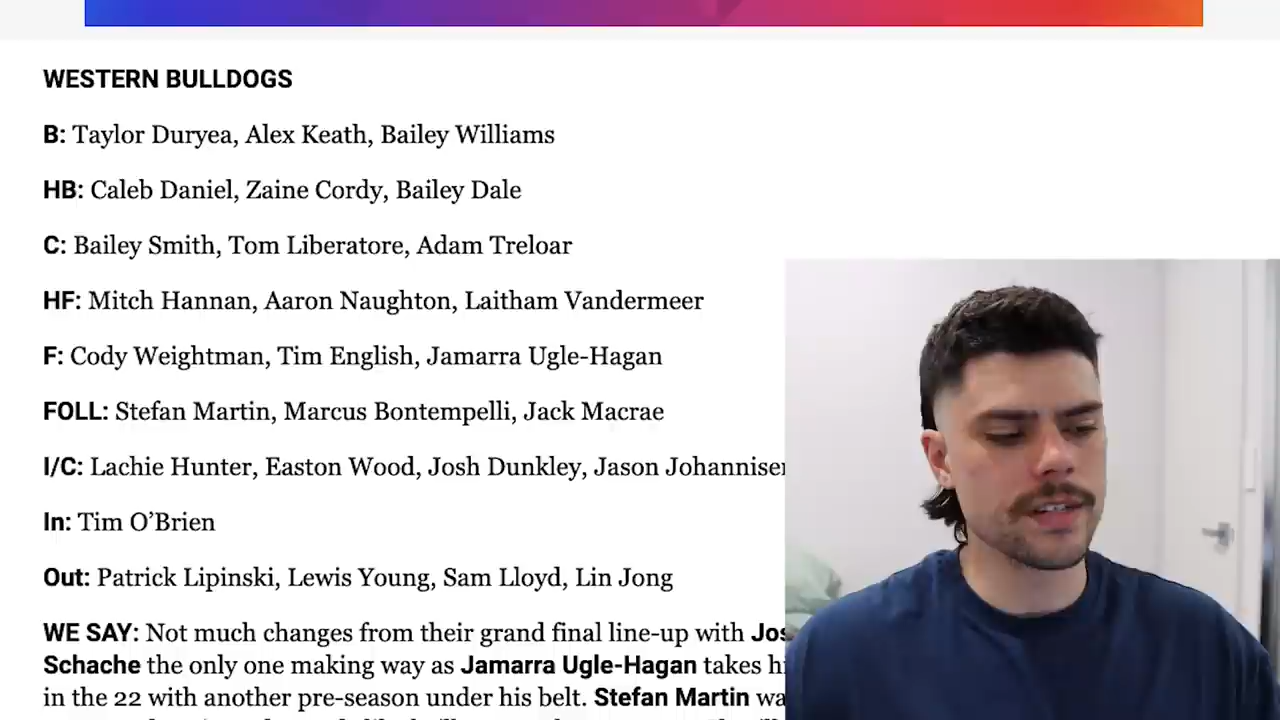 WESTERN BULLDOGS
B: Taylor Duryea, Alex Keath, Bailey Williams
HB: Caleb Daniel, Zaine Cordy, Bailey Dale
C: Bailey Smith, Tom Liberatore, Adam Treloar
HF: Mitch Hannan, Aaron Naughton, Laitham Vandermeer
F: Cody Weightman, Tim English, Jamarra Ugle-Hagan
FOLL: Stefan Martin, Marcus Bontempelli, Jack Macrae
I/C: Lachie Hunter, Easton Wood, Josh Dunkley, Jason
In: Tim O’Brien
Out: Patrick Lipinski, Lewis Young, Sam Lloyd, Lin Jong
WE SAY: Not much changes from their grand final line-up with
Schache the only one making way as Jamarra Ugle-Hagan takes
in the 22 with another pre-season under his belt. Stefan Martin